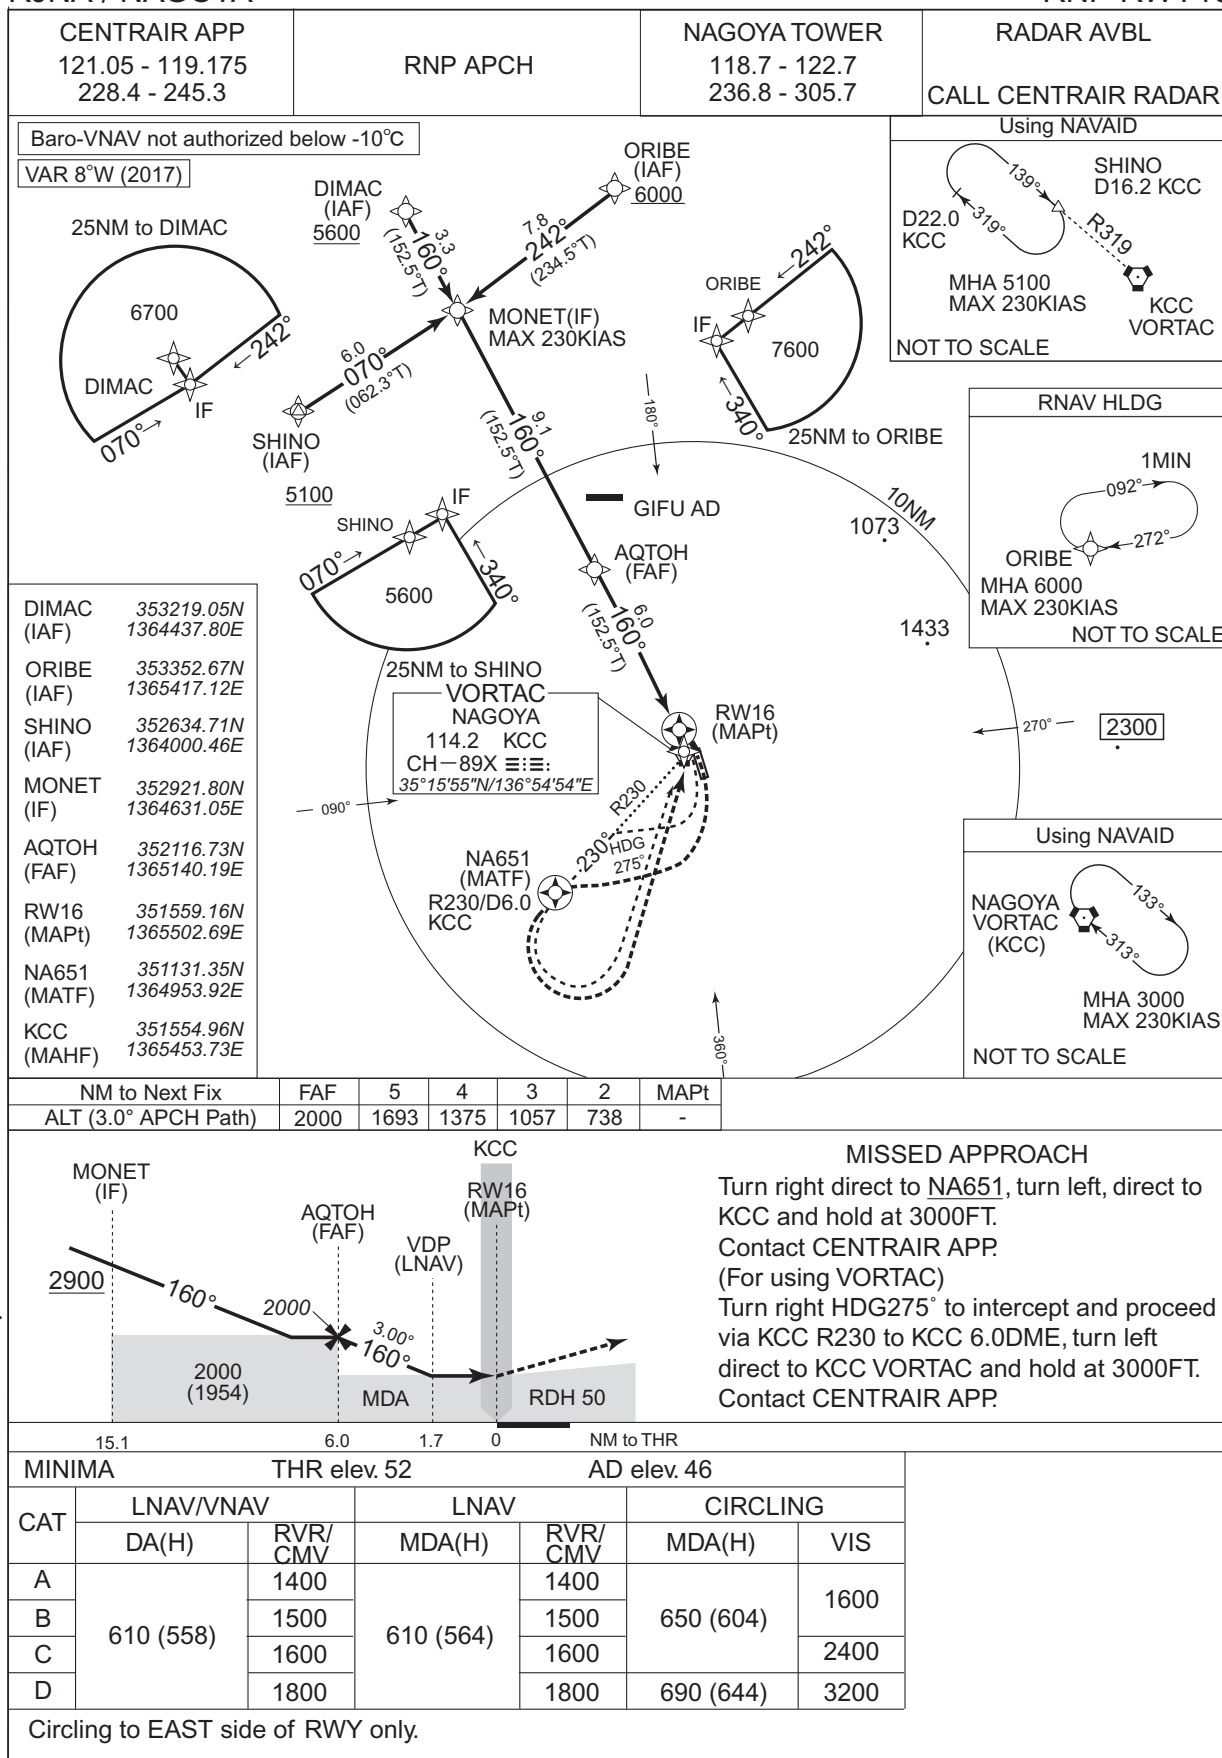 CENTRAIR APP
121.05 - 119.175
228.4 - 245.3
RNP APCH
NAGOYA TOWER
118.7 - 122.7
236.8 - 305.7
RADAR AVBL
CALL CENTRAIR RADAR
Baro-VNAV not authorized below -10°C
VAR 8°W (2017)
25NM to DIMAC
6700
DIMAC
IF
←242°
070°→
DIMAC
(IAF)
5600
3.3
160°
(152.5°T)
ORIBE
(IAF)
6000
7.8
242°
(234.5°T)
MONET(IF)
MAX 230KIAS
6.0
070°
(062.3°T)
SHINO
(IAF)
5100
9.1
160°
(152.5°T)
ORIBE
IF
←242°
7600
←340°
25NM to ORIBE
Using NAVAID
139°
319°
SHINO
D16.2 KCC
D22.0
KCC
R319
MHA 5100
MAX 230KIAS
KCC
VORTAC
NOT TO SCALE
180°
GIFU AD
10NM
1073
AQTOH
(FAF)
SHINO
IF
070°→
←340°
5600
25NM to SHINO
6.0
160°
(152.5°T)
1433
RNAV HLDG
1MIN
092°
272°
ORIBE
MHA 6000
MAX 230KIAS
NOT TO SCALE
DIMAC 353219.05N
(IAF) 1364437.80E
ORIBE 353352.67N
(IAF) 1365417.12E
SHINO 352634.71N
(IAF) 1364000.46E
MONET 352921.80N
(IF) 1364631.05E
AQTOH 352116.73N
(FAF) 1365140.19E
RW16 351559.16N
(MAPt) 1365502.69E
NA651 351131.35N
(MATF) 1364953.92E
KCC 351554.96N
(MAHF) 1365453.73E
VORTAC
NAGOYA
114.2 KCC
CH-89X
35°15'55"N/136°54'54"E
RW16
(MAPt)
270°
2300
090°
R230
230°
HDG
275°
NA651
(MATF)
R230/D6.0
KCC
360°
Using NAVAID
NAGOYA
VORTAC
(KCC)
133°
313°
MHA 3000
MAX 230KIAS
NOT TO SCALE
NM to Next Fix FAF 5 4 3 2 MAPt
ALT (3.0° APCH Path) 2000 1693 1375 1057 738 -
MONET
(IF)
2900
160°
2000
AQTOH
(FAF)
3.00°
160°
VDP
(LNAV)
KCC
RW16
(MAPt)
2000
(1954)
MDA
RDH 50
15.1 6.0 1.7 0 NM to THR
MISSED APPROACH
Turn right direct to NA651, turn left, direct to
KCC and hold at 3000FT.
Contact CENTRAIR APP.
(For using VORTAC)
Turn right HDG275° to intercept and proceed
via KCC R230 to KCC 6.0DME, turn left
direct to KCC VORTAC and hold at 3000FT.
Contact CENTRAIR APP.
MINIMA THR elev. 52 AD elev. 46
CAT LNAV/VNAV LNAV CIRCLING
DA(H) RVR/CMV MDA(H) RVR/CMV MDA(H) VIS
A 610 (558) 1400 610 (564) 1400 650 (604) 1600
B 1500 1500
C 1600 1600 2400
D 1800 1800 690 (644) 3200
Circling to EAST side of RWY only.